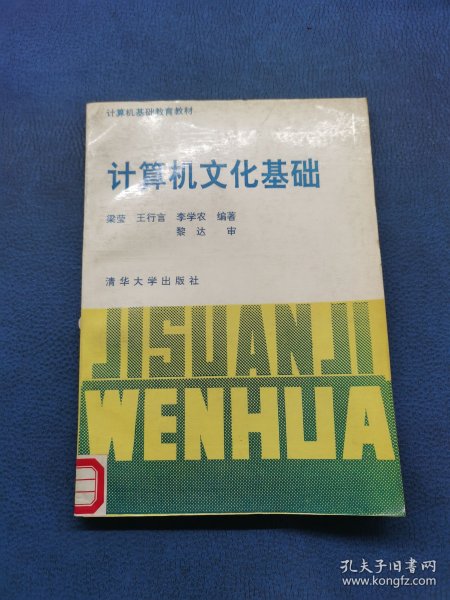 计算机基础教育教材
计算机文化基础
梁莹 王行言 李学农 编著
黎达 审
清华大学出版社
JISUANJI
WENHUA
孔夫子旧书网
www.kongfz.com